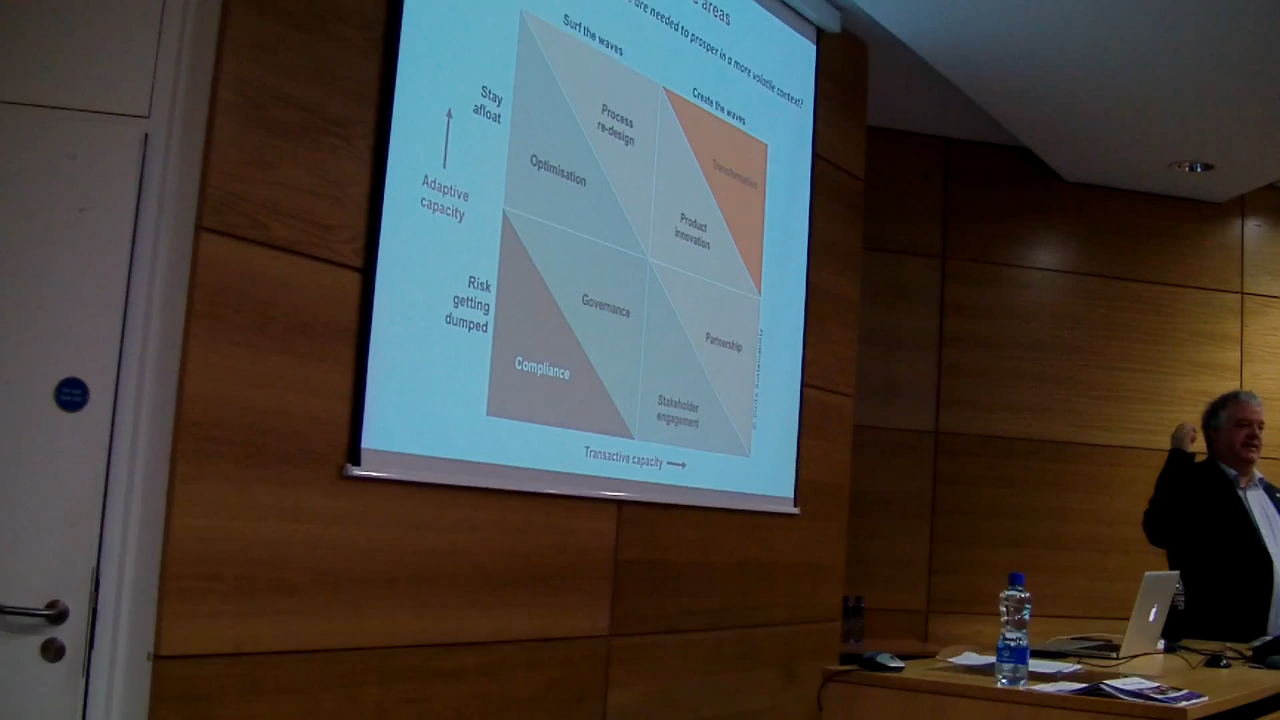 areas
are needed to prosper in a more volatile context?
Surf the waves
Create the waves
Stay
afloat
Process
re-design
Transformation
Optimisation
Adaptive
capacity
Product
innovation
Risk
getting
dumped
Governance
Partnership
Compliance
Stakeholder
engagement
Transactive capacity